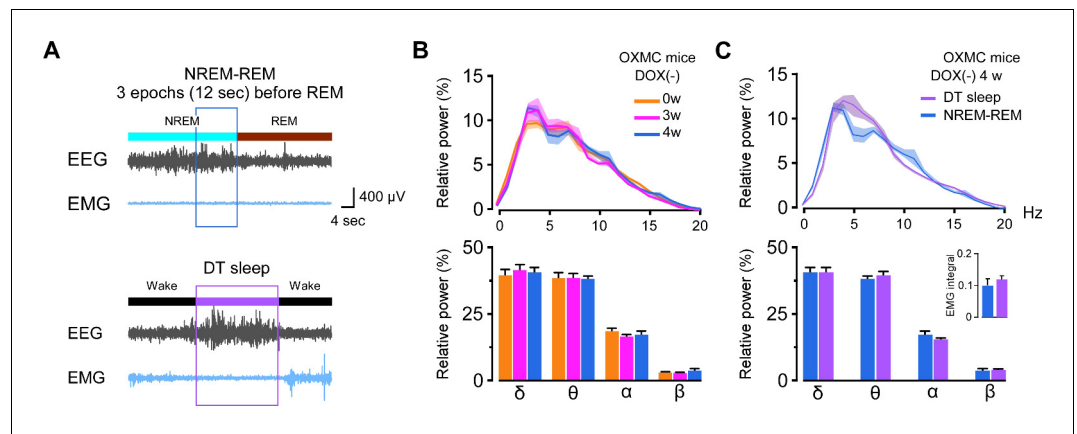 A
NREM-REM
3 epochs (12 sec) before REM
NREM REM
EEG
EMG
400 µV
4 sec
DT sleep
Wake Wake
EEG
EMG
B
OXMC mice
DOX(-)
0w
3w
4w
Relative power (%)
15
10
5
0
0 5 10 15 20
Relative power (%)
50
25
0
δ θ α β
C
OXMC mice
DOX(-) 4 w
DT sleep
NREM-REM
Relative power (%)
15
10
5
0
0 5 10 15 20 Hz
Relative power (%)
50
25
0
δ θ α β
EMG integral
0.2
0.1
0